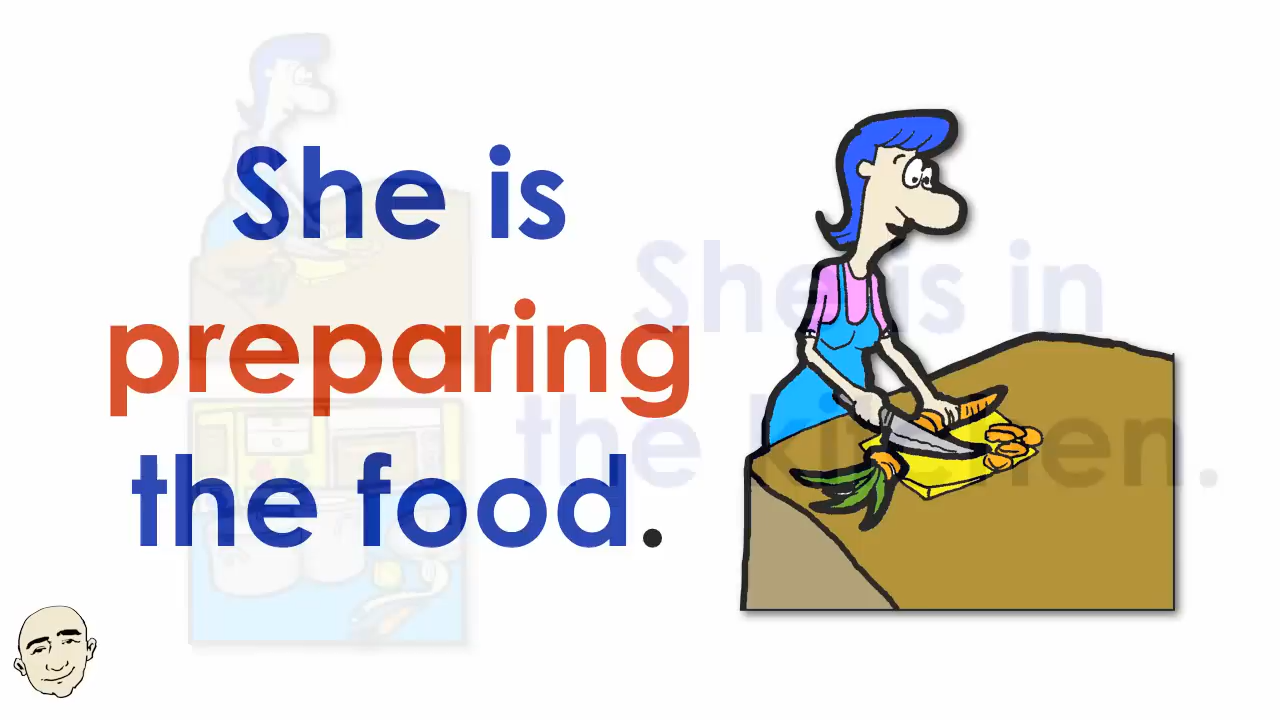 She is
preparing
the food.
She is in
the kitchen.